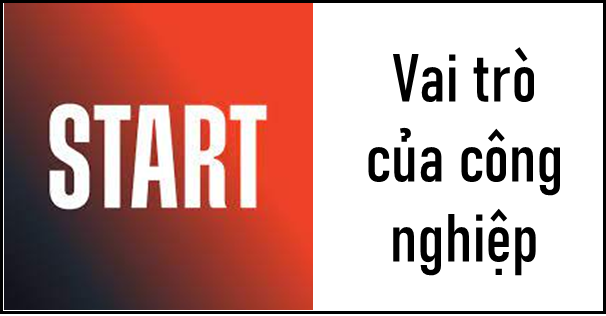 START
Vai trò
của công
nghiệp